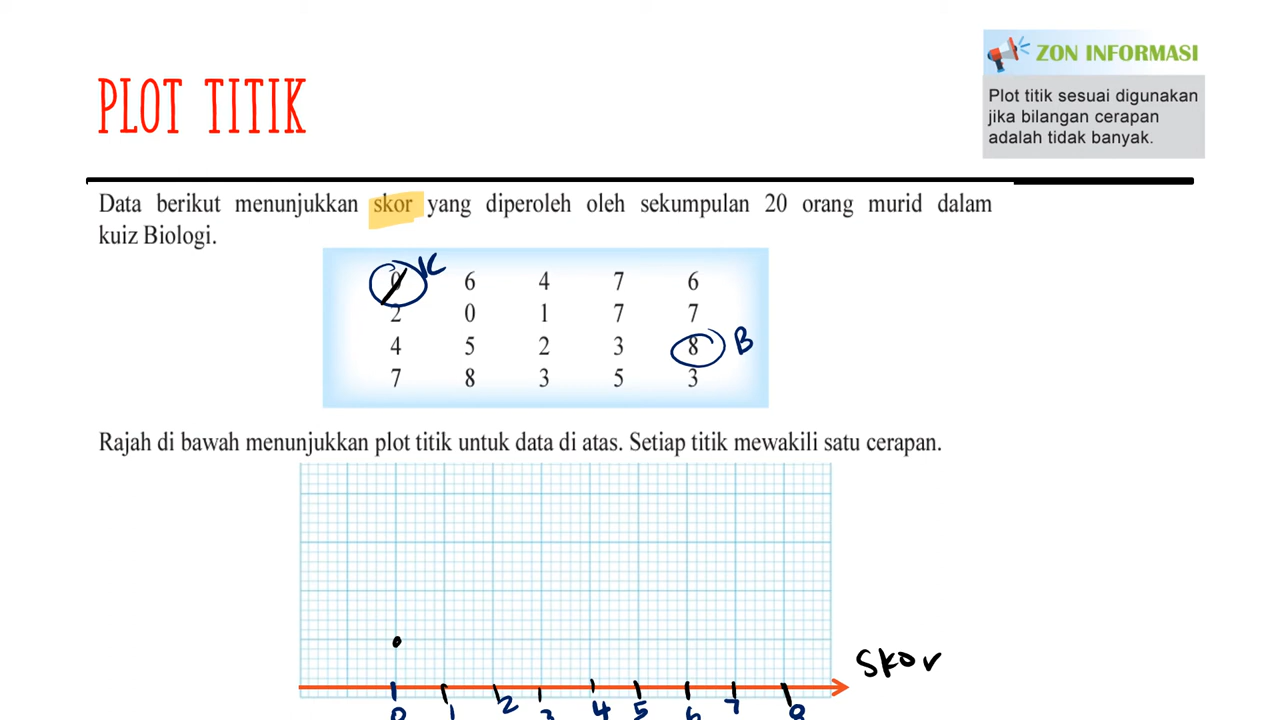 ZON INFORMASI
Plot titik sesuai digunakan
jika bilangan cerapan
adalah tidak banyak.
PLOT TITIK
Data berikut menunjukkan skor yang diperoleh oleh sekumpulan 20 orang murid dalam
kuiz Biologi.
0 K 6 4 7 6
2 0 1 7 7
4 5 2 3 8 B
7 8 3 5 3
Rajah di bawah menunjukkan plot titik untuk data di atas. Setiap titik mewakili satu cerapan.
Skor
0 1 2 3 4 5 6 7 8